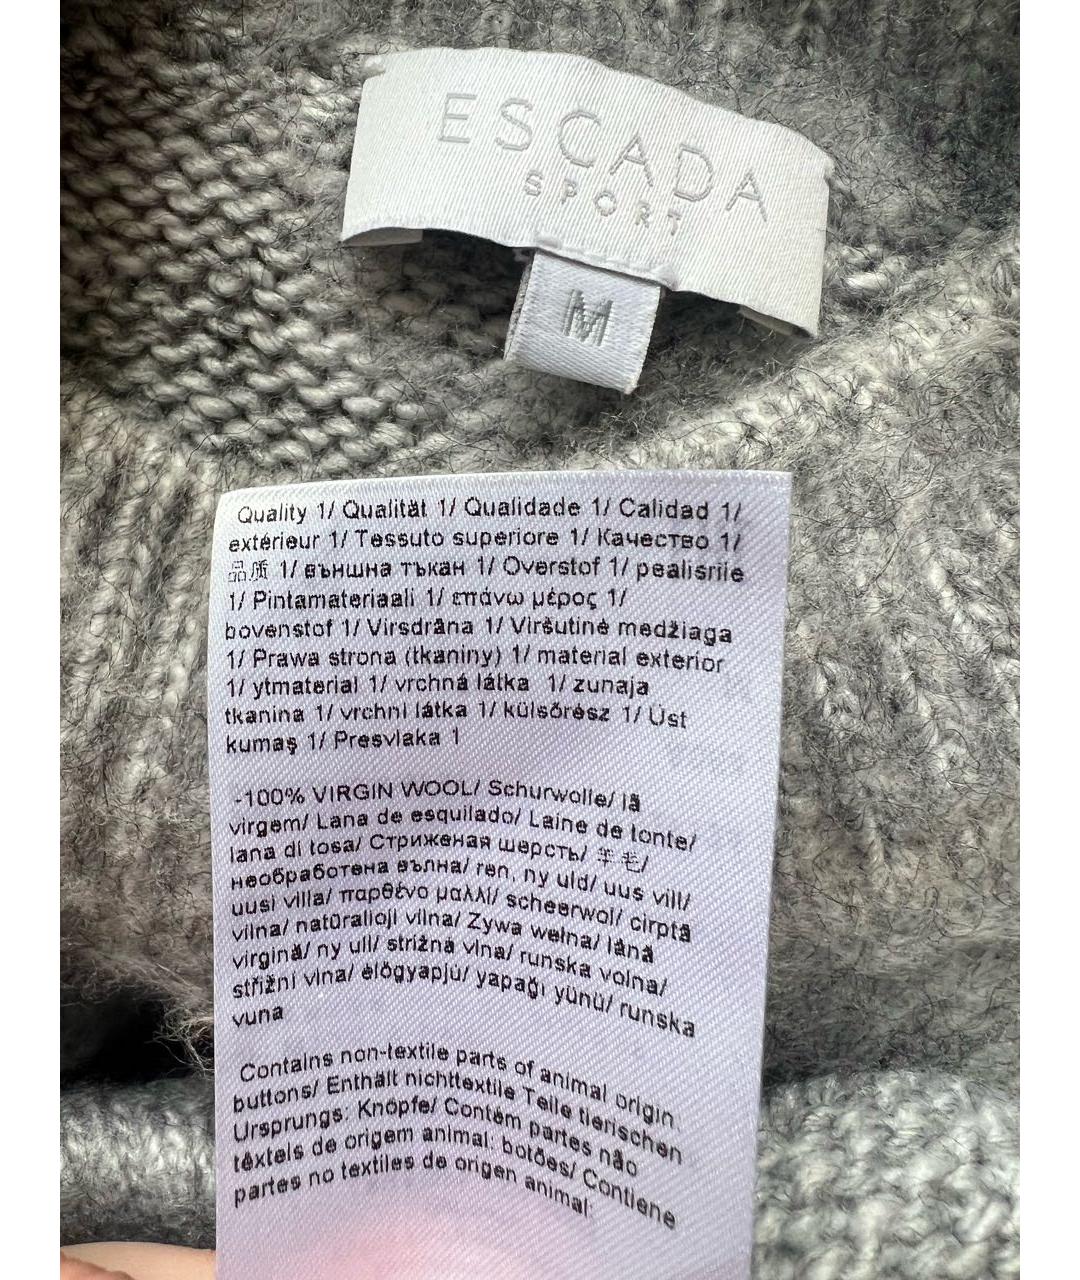 ESCADA
SPORT
M
Quality 1/ Qualität 1/ Qualidade 1/ Calidad 1/
extérieur 1/ Tessuto superiore 1/ Качество 1/
品质 1/ външна тъкан 1/ Overstof 1/ pealisriie
1/ Pintamateriaali 1/ επάνω μέρος 1/
bovenstof 1/ Virsdrāna 1/ Viršutinė medžiaga
1/ Prawa strona (tkaniny) 1/ material exterior
1/ ytmaterial 1/ vrchná látka 1/ zunaja
tkanina 1/ vrchní látka 1/ külsőrész 1/ Üst
kumaş 1/ Presvlaka 1
-100% VIRGIN WOOL/ Schurwolle/ lã
virgem/ Lana de esquilado/ Laine de tonte/
lana di tosa/ Стриженая шерсть/ 羊毛/
необработена вълна/ ren, ny uld/ uus vill/
uusi villa/ παρθένο μαλλί/ scheerwol/ cirptā
vilna/ natūralioji vilna/ Żywa wełna/ lână
virgină/ ny ull/ strižná vlna/ runska volna/
střižní vlna/ élőgyapjú/ yapağı yünü/ runska
vuna
Contains non-textile parts of animal origin
buttons/ Enthält nichttextile Teile tierischen
Ursprungs: Knöpfe/ Contém partes não
têxteis de origem animal: botões/ Contiene
partes no textiles de origen animal: